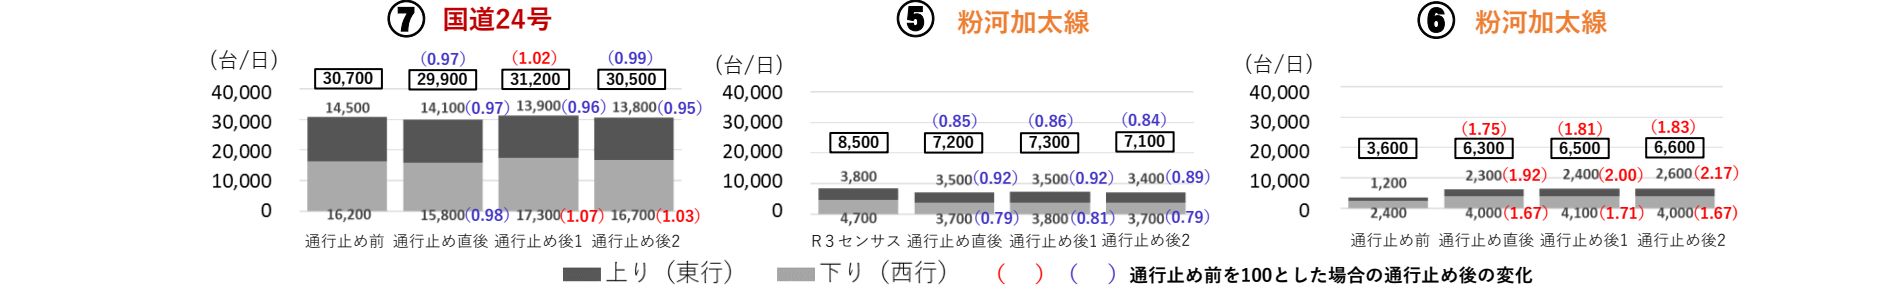 ⑦ 国道24号
(台/日)
(0.97) (1.02) (0.99)
30,700 29,900 31,200 30,500
40,000
30,000
20,000
10,000
0
14,500 14,100(0.97) 13,900(0.96) 13,800(0.95)
16,200 15,800(0.98) 17,300(1.07) 16,700(1.03)
通行止め前 通行止め直後 通行止め後1 通行止め後2
⑤ 粉河加太線
(台/日)
40,000
30,000
20,000
10,000
0
(0.85) (0.86) (0.84)
8,500 7,200 7,300 7,100
3,800 3,500(0.92) 3,500(0.92) 3,400(0.89)
4,700 3,700(0.79) 3,800(0.81) 3,700(0.79)
R3センサス 通行止め直後 通行止め後1 通行止め後2
⑥ 粉河加太線
(台/日)
40,000
30,000
20,000
10,000
0
(1.75) (1.81) (1.83)
3,600 6,300 6,500 6,600
1,200 2,300(1.92) 2,400(2.00) 2,600(2.17)
2,400 4,000(1.67) 4,100(1.71) 4,000(1.67)
通行止め前 通行止め直後 通行止め後1 通行止め後2
上り（東行） 下り（西行） （ ） （ ） 通行止め前を100とした場合の通行止め後の変化